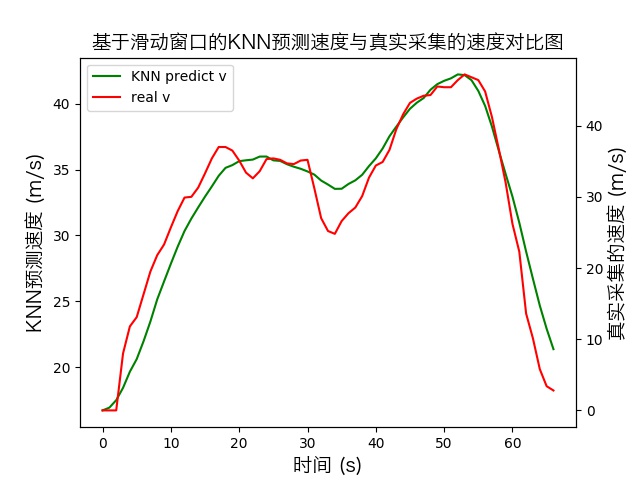 基于滑动窗口的KNN预测速度与真实采集的速度对比图
KNN predict v
real v
KNN预测速度 (m/s)
40
35
30
25
20
真实采集的速度 (m/s)
40
30
20
10
0
0 10 20 30 40 50 60
时间 (s)